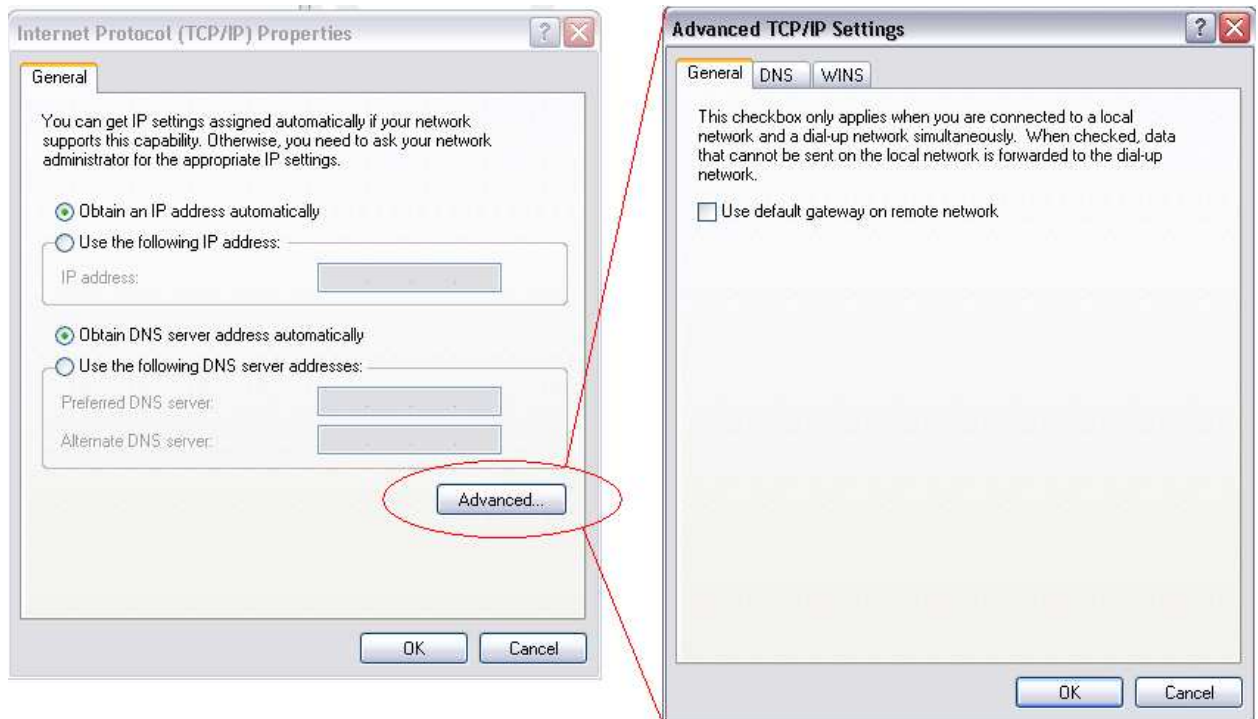 Internet Protocol (TCP/IP) Properties
General
You can get IP settings assigned automatically if your network
supports this capability. Otherwise, you need to ask your network
administrator for the appropriate IP settings.
Obtain an IP address automatically
Use the following IP address:
IP address:
Obtain DNS server address automatically
Use the following DNS server addresses:
Preferred DNS server:
Alternate DNS server:
Advanced...
OK Cancel
Advanced TCP/IP Settings
General DNS WINS
This checkbox only applies when you are connected to a local
network and a dial-up network simultaneously. When checked, data
that cannot be sent on the local network is forwarded to the dial-up
network.
Use default gateway on remote network
OK Cancel